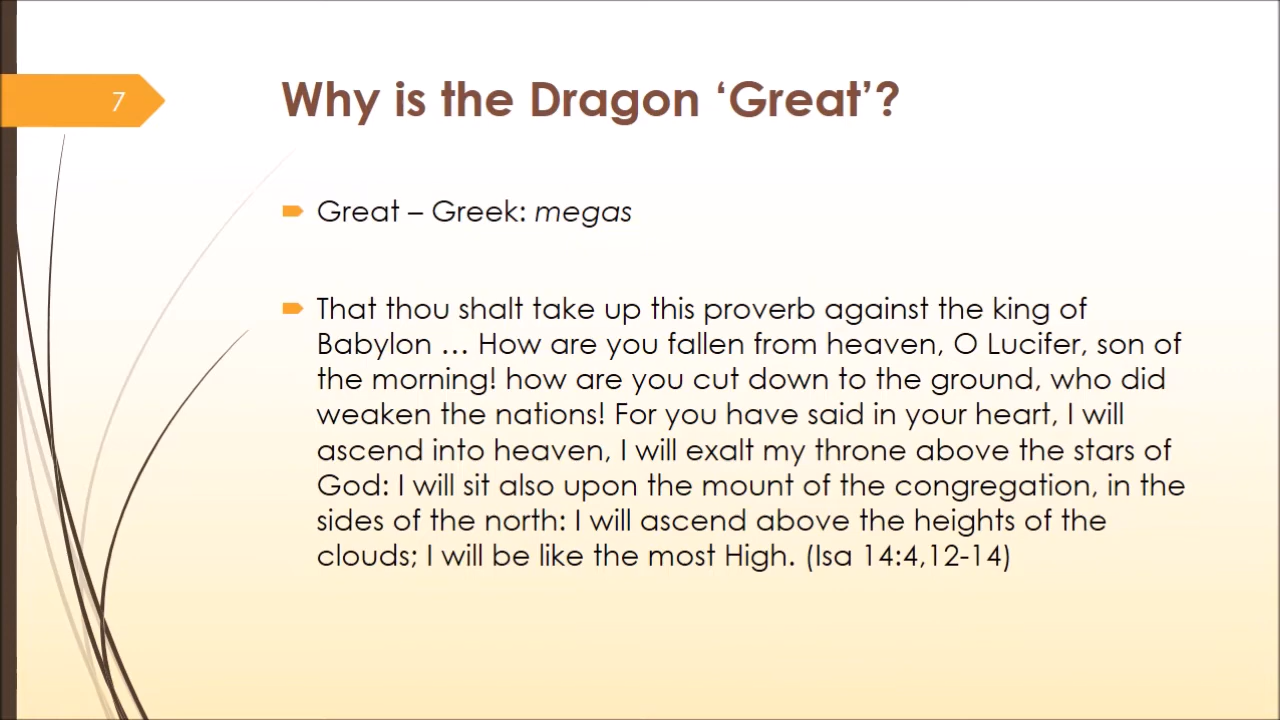 7
Why is the Dragon ‘Great’?
Great – Greek: megas
That thou shalt take up this proverb against the king of
Babylon … How are you fallen from heaven, O Lucifer, son of
the morning! how are you cut down to the ground, who did
weaken the nations! For you have said in your heart, I will
ascend into heaven, I will exalt my throne above the stars of
God: I will sit also upon the mount of the congregation, in the
sides of the north: I will ascend above the heights of the
clouds; I will be like the most High. (Isa 14:4,12-14)